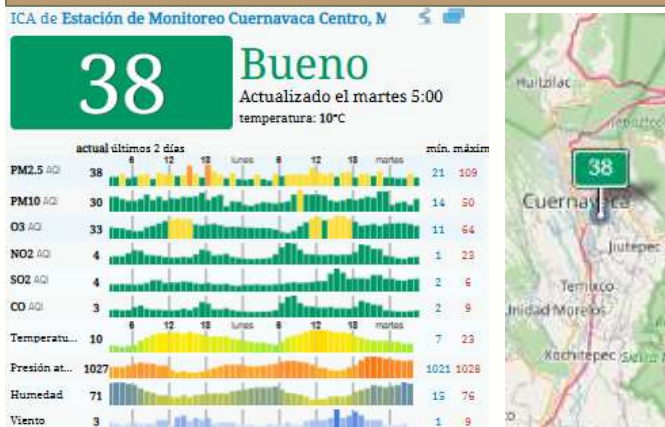 ICA de Estación de Monitoreo Cuernavaca Centro, M
38
Bueno
Actualizado el martes 5:00
temperatura: 10°C
actual últimos 2 días mín. máxim
6 12 18 lunes 6 12 18 martes
PM2.5 AQI 38 21 109
PM10 AQI 30 14 50
O3 AQI 33 11 64
NO2 AQI 4 1 23
SO2 AQI 4 2 6
CO AQI 3 2 9
6 12 18 lunes 6 12 18 martes
Temperatu... 10 7 23
Presión at... 1027 1021 1028
Humedad 71 15 76
Viento 3 1 9
Huitzilac
Tepoztec
38
Cuernavaca
Jiutepec
Temixco
Unidad Morelos
Xochitepec